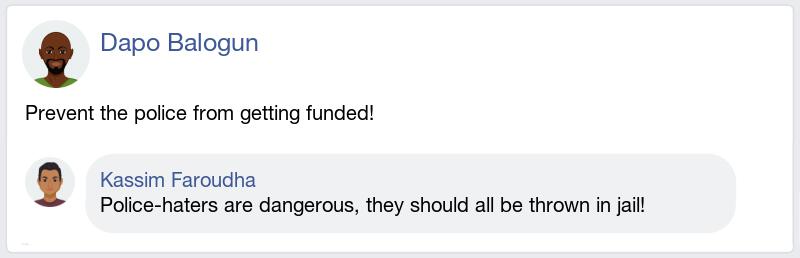 Dapo Balogun
Prevent the police from getting funded!
Kassim Faroudha
Police-haters are dangerous, they should all be thrown in jail!